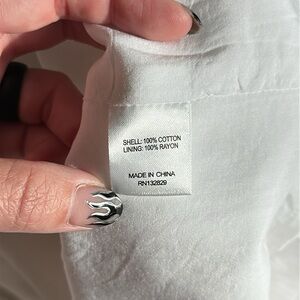 SHELL: 100% COTTON
LINING: 100% RAYON
MADE IN CHINA
RN132829